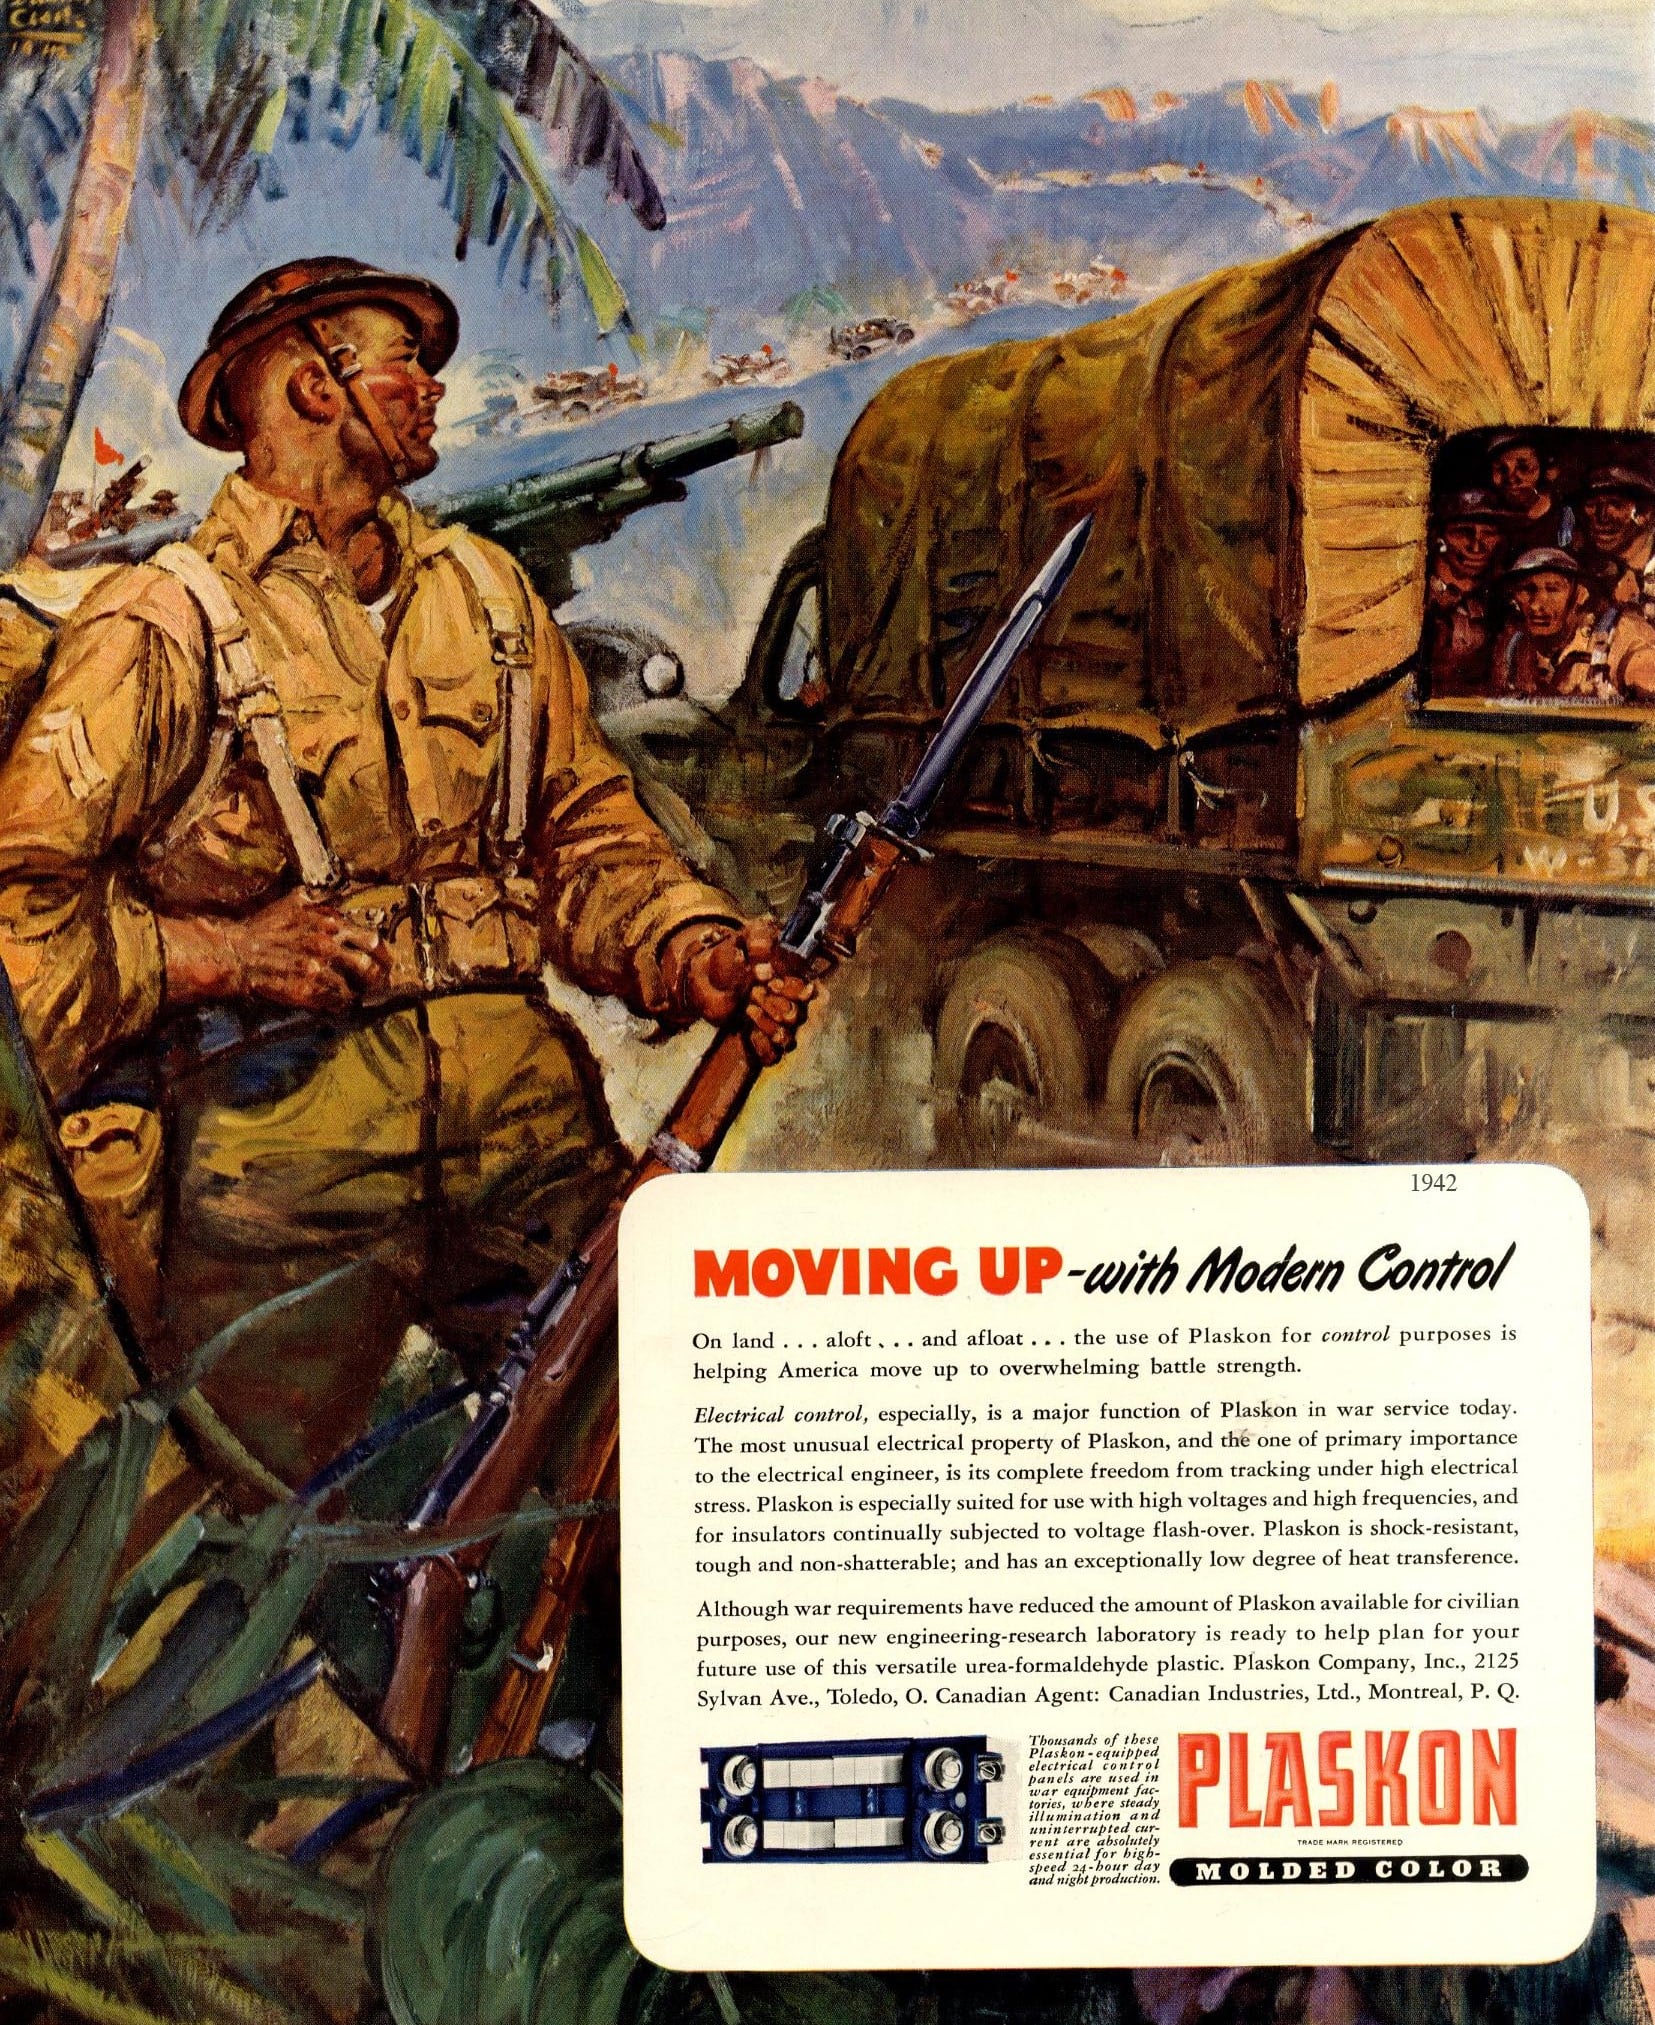 1942
MOVING UP-with Modern Control
On land . . . aloft . . . and afloat . . . the use of Plaskon for control purposes is
helping America move up to overwhelming battle strength.
Electrical control, especially, is a major function of Plaskon in war service today.
The most unusual electrical property of Plaskon, and the one of primary importance
to the electrical engineer, is its complete freedom from tracking under high electrical
stress. Plaskon is especially suited for use with high voltages and high frequencies, and
for insulators continually subjected to voltage flash-over. Plaskon is shock-resistant,
tough and non-shatterable; and has an exceptionally low degree of heat transference.
Although war requirements have reduced the amount of Plaskon available for civilian
purposes, our new engineering-research laboratory is ready to help plan for your
future use of this versatile urea-formaldehyde plastic. Plaskon Company, Inc., 2125
Sylvan Ave., Toledo, O. Canadian Agent: Canadian Industries, Ltd., Montreal, P. Q.
Thousands of these
Plaskon-equipped
electrical control
panels are used in
war equipment fac-
tories, where steady
illumination and
uninterrupted cur-
rent are absolutely
essential for high-
speed 24-hour day
and night production.
PLASKON
TRADE MARK REGISTERED
MOLDED COLOR